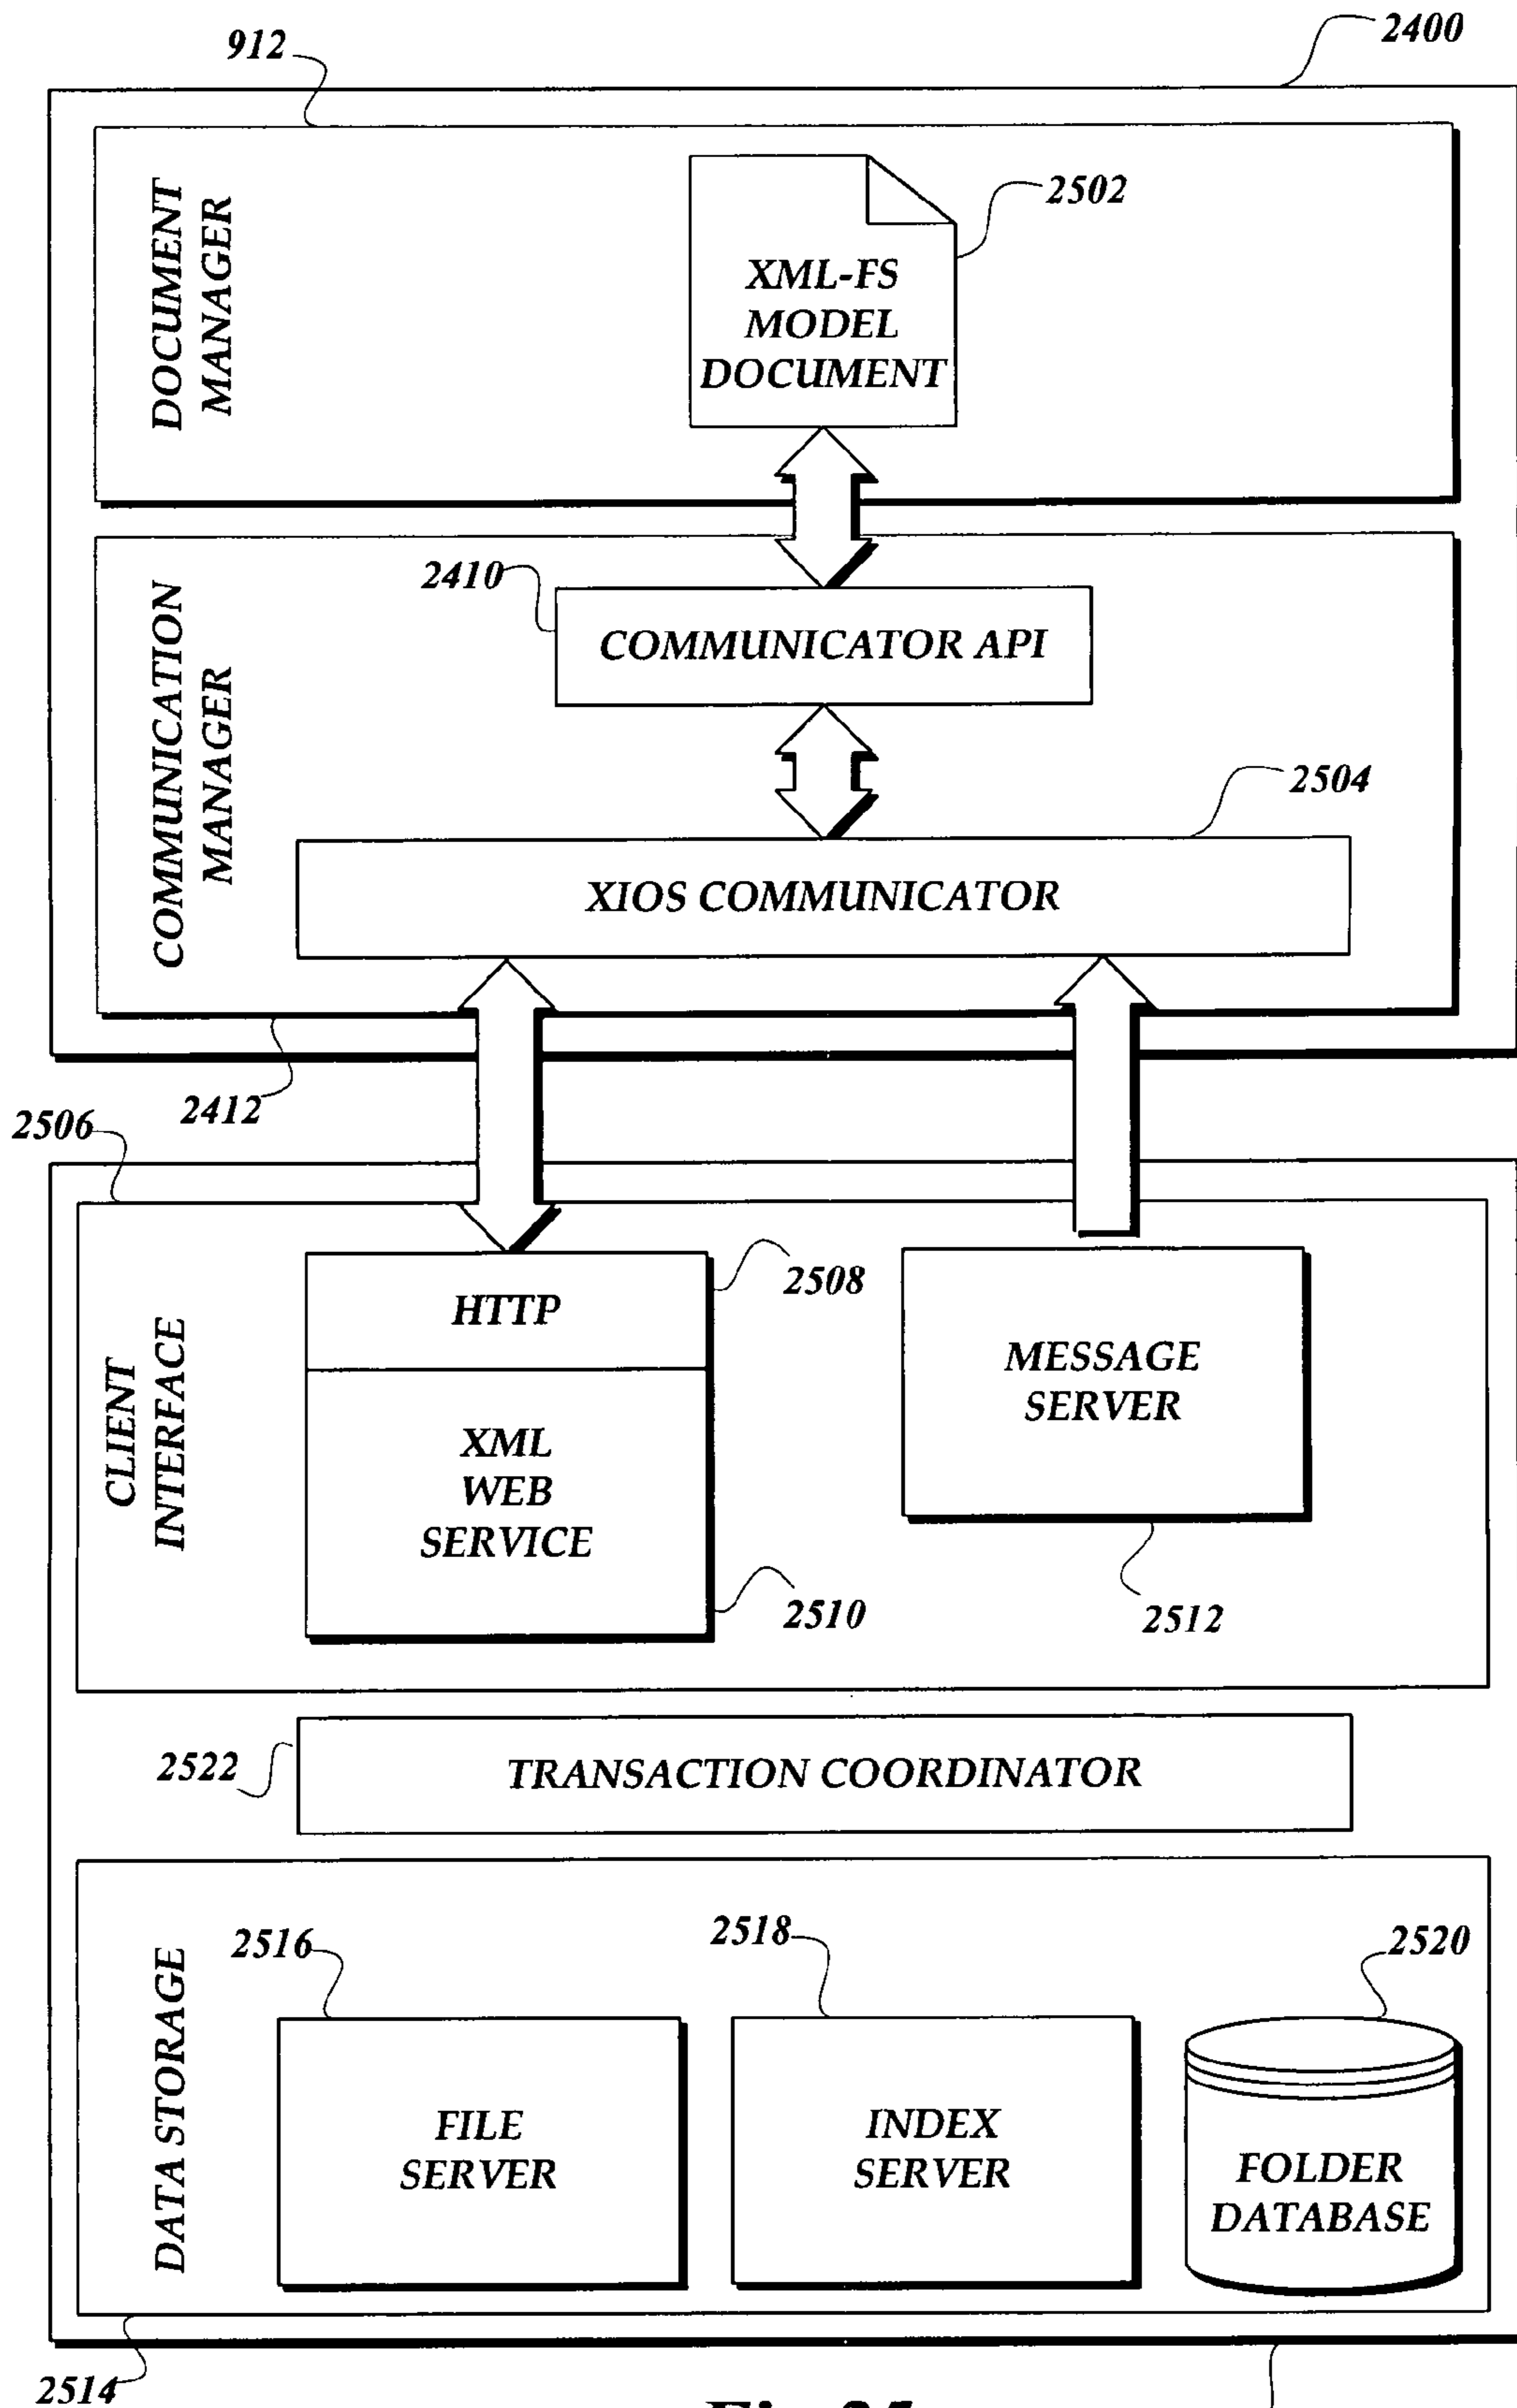 2400
912
DOCUMENT
MANAGER
2502
XML-FS
MODEL
DOCUMENT
COMMUNICATION
MANAGER
2410
COMMUNICATOR API
2504
XIOS COMMUNICATOR
2412
2506
CLIENT
INTERFACE
2508
HTTP
XML
WEB
SERVICE
2510
MESSAGE
SERVER
2512
2522
TRANSACTION COORDINATOR
DATA STORAGE
2516
FILE
SERVER
2518
INDEX
SERVER
2520
FOLDER
DATABASE
2514